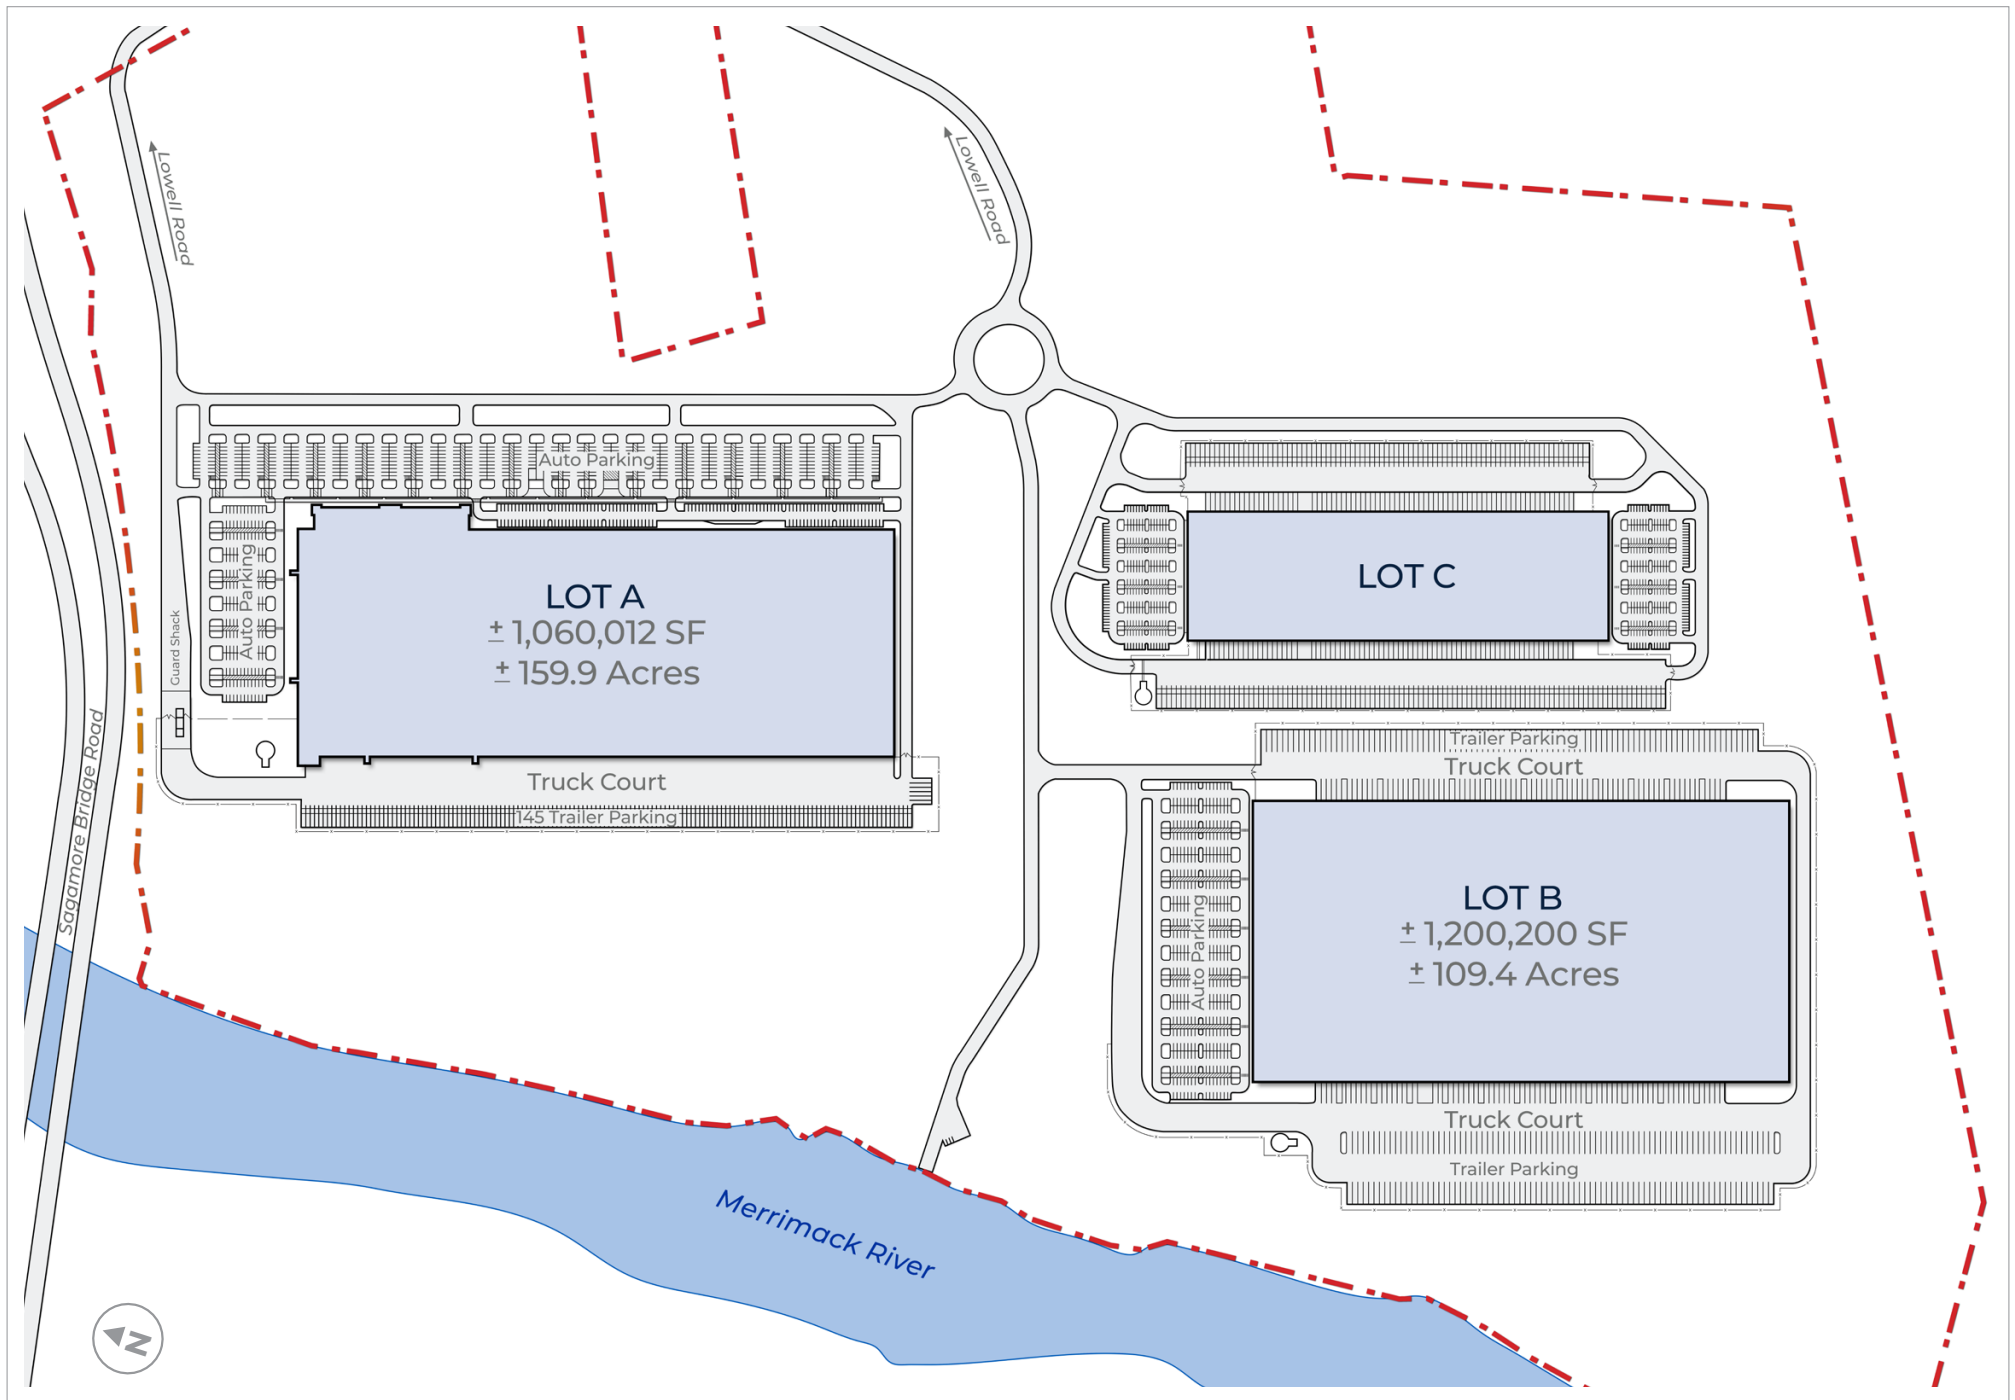 Lowell Road
Lowell Road
Auto Parking
Auto Parking
Guard Shack
LOT A
± 1,060,012 SF
± 159.9 Acres
Truck Court
145 Trailer Parking
LOT C
Trailer Parking
Truck Court
Auto Parking
LOT B
± 1,200,200 SF
± 109.4 Acres
Truck Court
Trailer Parking
Sagamore Bridge Road
Merrimack River
N